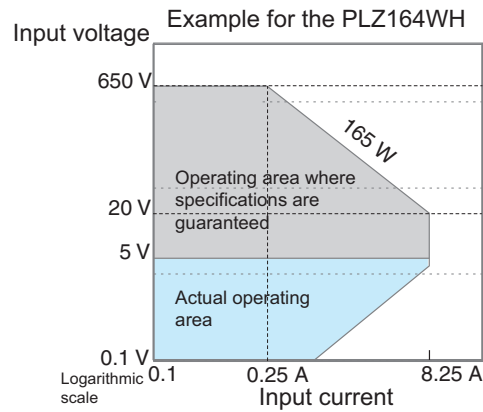 Example for the PLZ164WH
Input voltage
650 V
165 W
Operating area where
specifications are
guaranteed
20 V
5 V
Actual operating
area
0.1 V
Logarithmic
scale
0.1
0.25 A
8.25 A
Input current